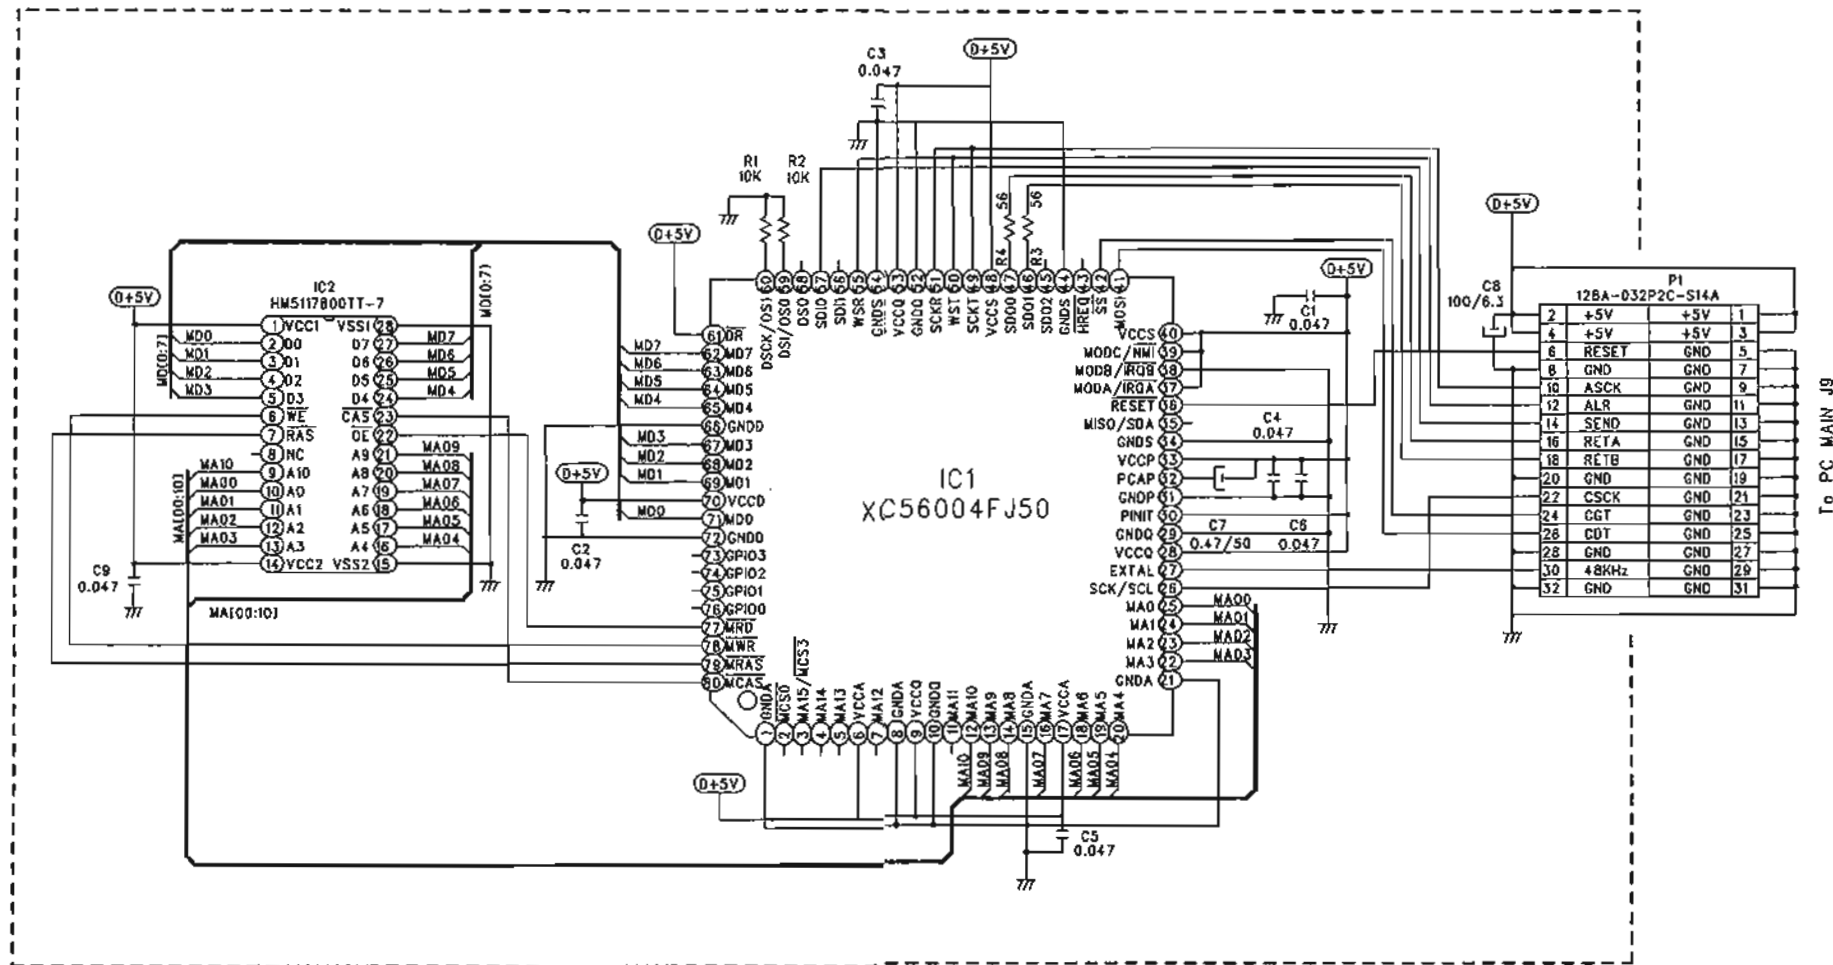 D+5V
C3
0.047
R1
10K
R2
10K
R4
56
R3
56
D+5V
D+5V
D+5V
D+5V
D+5V
D+5V
D+5V
MD[0:7]
MD[0:7]
IC2
HM5117800TT-7
1 VCC1 VSS1 28
MD0 2 D0 D7 27 MD7
MD1 3 D1 D6 26 MD6
MD2 4 D2 D5 25 MD5
MD3 5 D3 D4 24 MD4
6 WE CAS 23
7 RAS OE 22
8 NC A9 21 MA09
MA10 9 A10 A8 20 MA08
MA00 10 A0 A7 19 MA07
MA01 11 A1 A6 18 MA06
MA02 12 A2 A5 17 MA05
MA03 13 A3 A4 16 MA04
14 VCC2 VSS2 15
MA[00:10]
MA[00:10]
C9
0.047
C2
0.047
IC1
XC56004FJ50
60 DSCK/OS1
59 DSI/OS0
58 DSO
57 SDI0
56 SDI1
55 WSR
54 GNDS
53 VCCQ
52 GNDQ
51 SCKR
50 WST
49 SCKT
48 VCCS
47 SDO0
46 SDO1
45 SDO2
44 GNDS
43 HREQ
42 SS
41 MOSI
61 DR
MD7 62 MD7
MD6 63 MD6
MD5 64 MD5
MD4 65 MD4
66 GNDD
MD3 67 MD3
MD2 68 MD2
MD1 69 MD1
70 VCCD
MD0 71 MD0
72 GNDD
73 GPIO3
74 GPIO2
75 GPIO1
76 GPIO0
77 MRD
78 MWR
79 MRAS
80 MCAS
VCCS 40
MODC/NMI 39
MODB/IRQB 38
MODA/IRQA 37
RESET 36
MISO/SDA 35
GNDS 34
VCCP 33
PCAP 32
GNDP 31
PINIT 30
GNDQ 29
VCCQ 28
EXTAL 27
SCK/SCL 26
MA0 25 MA00
MA1 24 MA01
MA2 23 MA02
MA3 22 MA03
GNDA 21
1 GNDA
2 MCS0
3 MA15/MCS3
4 MA14
5 MA13
6 VCCA
7 MA12
8 GNDA
9 VCCQ
10 GNDQ
11 MA11
12 MA10 MA10
13 MA9 MA09
14 MA8 MA08
15 GNDA
16 MA7 MA07
17 VCCA
18 MA6 MA06
19 MA5 MA05
20 MA4 MA04
C1
0.047
C4
0.047
C7
0.47/50
C6
0.047
C5
0.047
C8
100/6.3
P1
128A-032P2C-S14A
2 +5V +5V 1
4 +5V +5V 3
6 RESET GND 5
8 GND GND 7
10 ASCK GND 9
12 ALR GND 11
14 SEND GND 13
16 RETA GND 15
18 RETB GND 17
20 GND GND 19
22 CSCK GND 21
24 CGT GND 23
26 CDT GND 25
28 GND GND 27
30 48KHz GND 29
32 GND GND 31
To PC MAIN J9